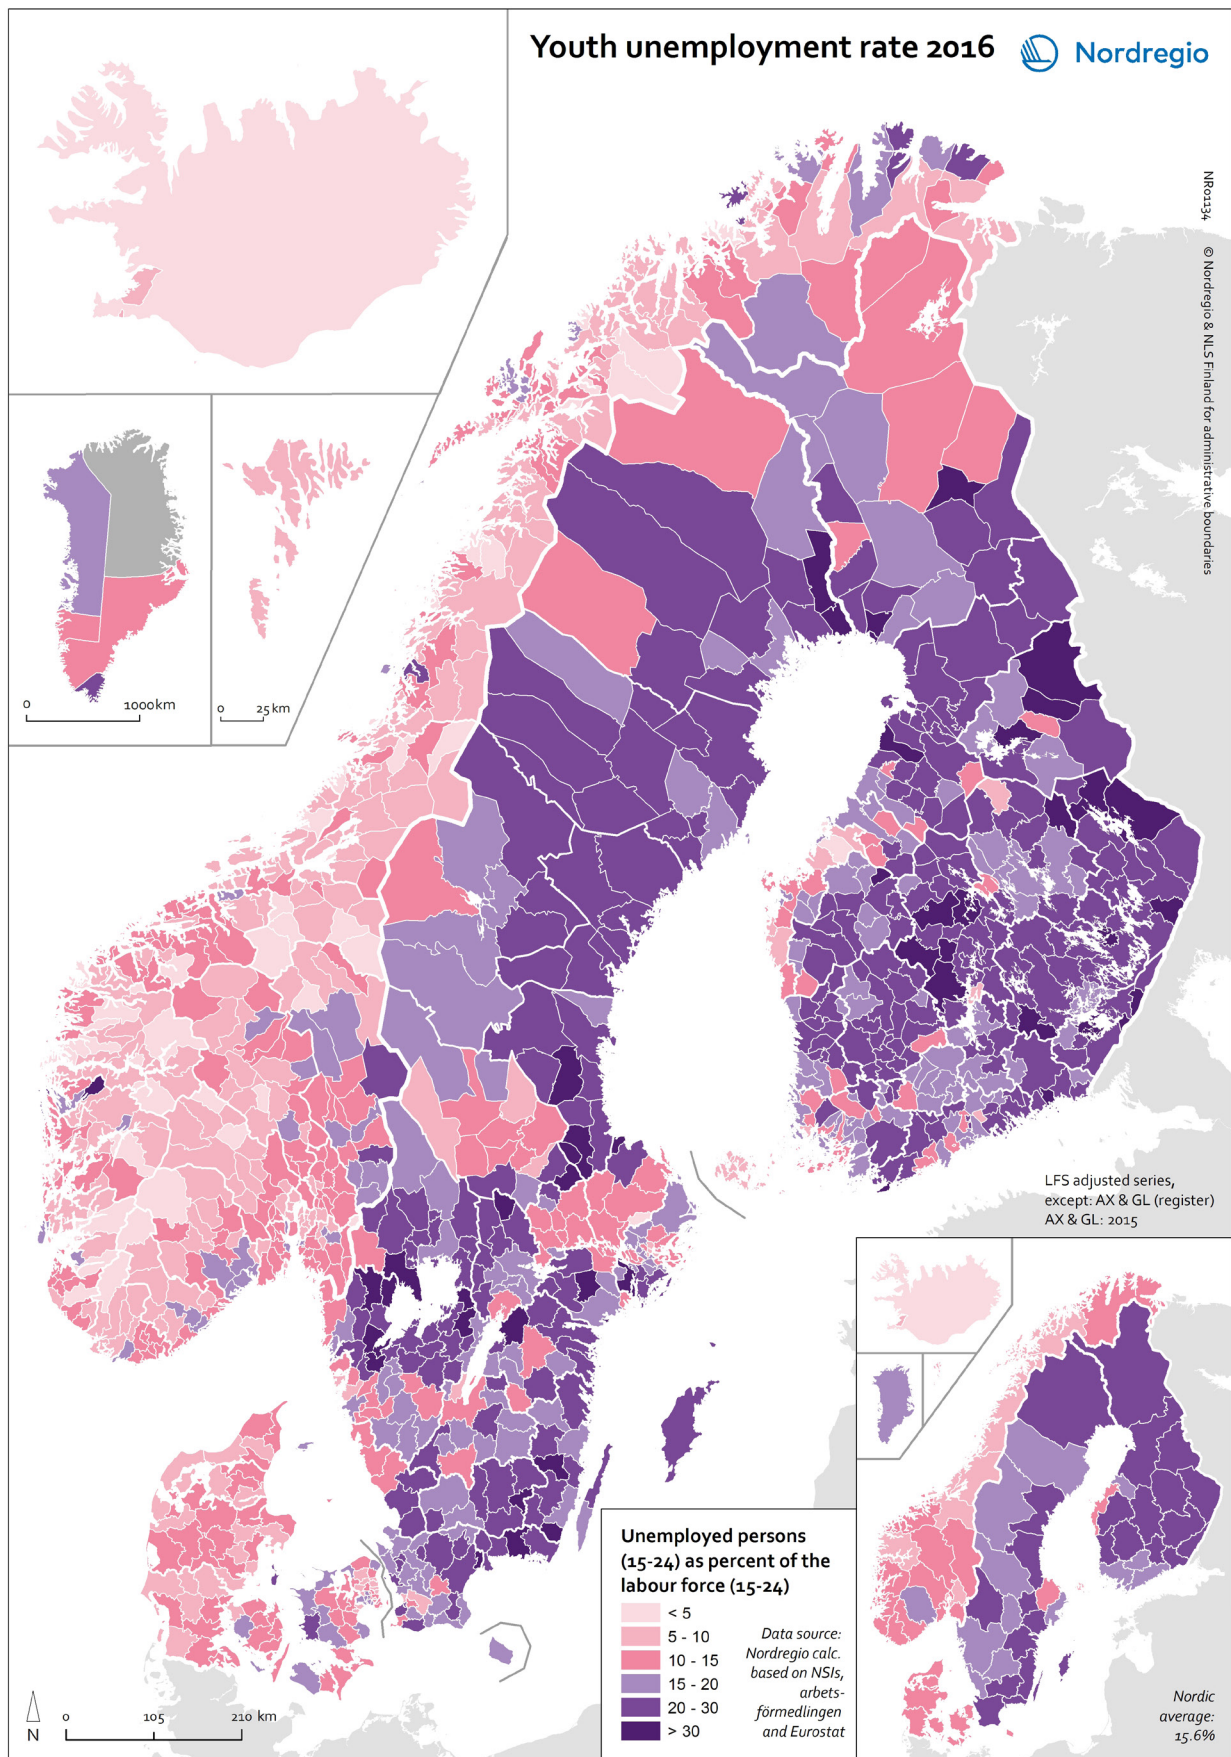 Youth unemployment rate 2016
Nordregio
NR01134 © Nordregio & NLS Finland for administrative boundaries
0 1000km
0 25 km
LFS adjusted series,
except: AX & GL (register)
AX & GL: 2015
Unemployed persons
(15-24) as percent of the
labour force (15-24)
< 5
5 - 10
10 - 15
15 - 20
20 - 30
> 30
Data source:
Nordregio calc.
based on NSIs,
arbets-
förmedlingen
and Eurostat
Nordic
average:
15.6%
N
0 105 210 km